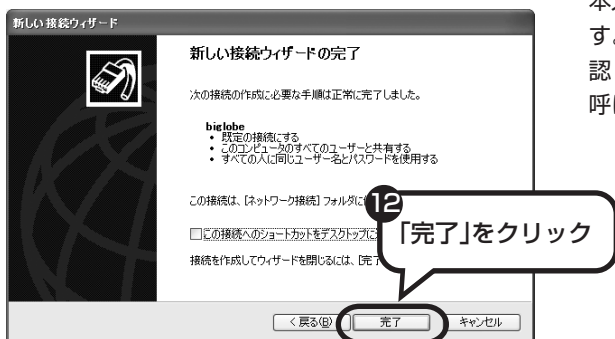 新しい接続ウィザード
新しい接続ウィザードの完了
次の接続の作成に必要な手順は正常に完了しました。
biglobe
• 既定の接続にする
• このコンピュータのすべてのユーザーと共有する
• すべての人に同じユーザー名とパスワードを使用する
この接続は、[ネットワーク接続] フォルダに
この接続へのショートカットをデスクトップに
接続を作成してウィザードを閉じるには、[完了
12
「完了」をクリック
< 戻る(B)
完了
キャンセル
本
す。
認
呼